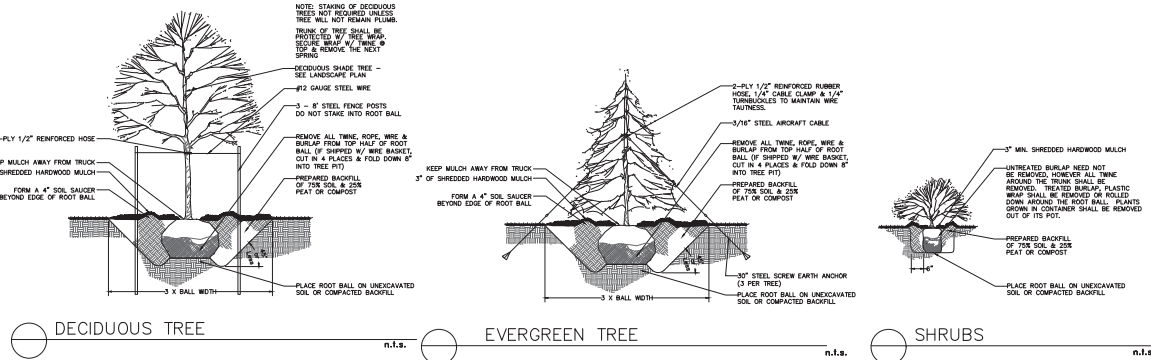 NOTE: STAKING OF DECIDUOUS
TREES NOT REQUIRED UNLESS
TREE WILL NOT REMAIN PLUMB.
TRUNK OF TREE SHALL BE
PROTECTED W/ TREE WRAP.
SECURE WRAP W/ TWINE @
TOP & REMOVE THE NEXT
SPRING
DECIDUOUS SHADE TREE –
SEE LANDSCAPE PLAN
#12 GAUGE STEEL WIRE
3 – 8' STEEL FENCE POSTS
DO NOT STAKE INTO ROOT BALL
-PLY 1/2" REINFORCED HOSE
P MULCH AWAY FROM TRUCK
SHREDDED HARDWOOD MULCH
FORM A 4" SOIL SAUCER
BEYOND EDGE OF ROOT BALL
REMOVE ALL TWINE, ROPE, WIRE &
BURLAP FROM TOP HALF OF ROOT
BALL (IF SHIPPED W/ WIRE BASKET,
CUT IN 4 PLACES & FOLD DOWN 8"
INTO TREE PIT)
PREPARED BACKFILL
OF 75% SOIL & 25%
PEAT OR COMPOST
PLACE ROOT BALL ON UNEXCAVATED
SOIL OR COMPACTED BACKFILL
3 X BALL WIDTH
DECIDUOUS TREE
n.t.s.
2-PLY 1/2" REINFORCED RUBBER
HOSE, 1/4" CABLE CLAMP & 1/4"
TURNBUCKLES TO MAINTAIN WIRE
TAUTNESS.
3/16" STEEL AIRCRAFT CABLE
REMOVE ALL TWINE, ROPE, WIRE &
BURLAP FROM TOP HALF OF ROOT
BALL (IF SHIPPED W/ WIRE BASKET,
CUT IN 4 PLACES & FOLD DOWN 8"
INTO TREE PIT)
KEEP MULCH AWAY FROM TRUCK
3" OF SHREDDED HARDWOOD MULCH
FORM A 4" SOIL SAUCER
BEYOND EDGE OF ROOT BALL
PREPARED BACKFILL
OF 75% SOIL & 25%
PEAT OR COMPOST
30" STEEL SCREW EARTH ANCHOR
(3 PER TREE)
PLACE ROOT BALL ON UNEXCAVATED
SOIL OR COMPACTED BACKFILL
3 X BALL WIDTH
EVERGREEN TREE
n.t.s.
3" MIN. SHREDDED HARDWOOD MULCH
UNTREATED BURLAP NEED NOT
BE REMOVED, HOWEVER ALL TWINE
AROUND THE TRUNK SHALL BE
REMOVED. TREATED BURLAP, PLASTIC
WRAP SHALL BE REMOVED OR ROLLED
DOWN AROUND THE ROOT BALL. PLANTS
GROWN IN CONTAINER SHALL BE REMOVED
OUT OF ITS POT.
PREPARED BACKFILL
OF 75% SOIL & 25%
PEAT OR COMPOST
6"
PLACE ROOT BALL ON UNEXCAVATED
SOIL OR COMPACTED BACKFILL
SHRUBS
n.t.s